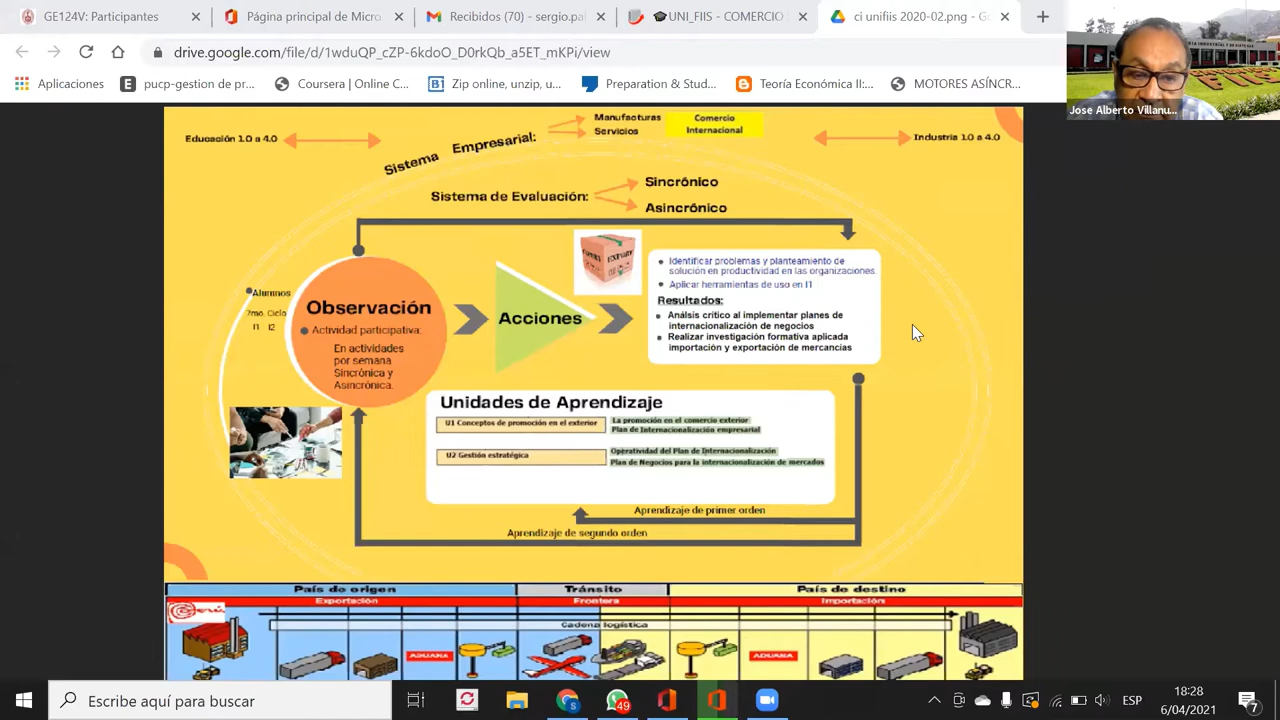 GE124V: Participantes
Página principal de Micro
Recibidos (70) - sergio.pa
UNI_FIIS - COMERCIO
ci unifiis 2020-02.png - G
drive.google.com/file/d/1wduQP_cZP-6kdoO_D0rkOq_a5ET_mKPi/view
Aplicaciones
pucp-gestión de pr...
Coursera | Online C...
Zip online, unzip, u...
Preparation & Stud...
Teoría Económica II:...
MOTORES ASÍNCR...
Jose Alberto Villanu...
Educación 1.0 a 4.0
Sistema Empresarial:
Manufacturas
Servicios
Comercio
Internacional
Industria 1.0 a 4.0
Sistema de Evaluación:
Sincrónico
Asincrónico
Alumnos
7mo. Ciclo
I1 I2
Observación
Actividad participativa:
En actividades
por semana
Sincrónica y
Asincrónica.
Acciones
EXPORT
Identificar problemas y planteamiento de
solución en productividad en las organizaciones.
Aplicar herramientas de uso en I1
Resultados:
Análsis crítico al implementar planes de
internacionalización de negocios
Realizar investigación formativa aplicada
importación y exportación de mercancias
Unidades de Aprendizaje
U1 Conceptos de promoción en el exterior
La promoción en el comercio exterior
Plan de Internacionalización empresarial
U2 Gestión estratégica
Operatividad del Plan de Internacionalización
Plan de Negocios para la internacionalización de mercados
Aprendizaje de primer orden
Aprendizaje de segundo orden
País de origen
Tránsito
País de destino
Exportación
Frontera
Importación
Perú
Cadena logística
ADUANA
ADUANA
Escribe aquí para buscar
49
ESP
18:28
6/04/2021
7